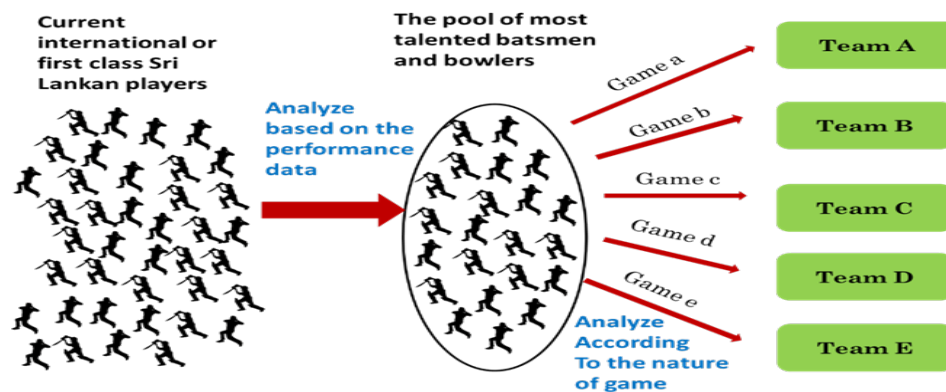 Current
international or
first class Sri
Lankan players
Analyze
based on the
performance
data
The pool of most
talented batsmen
and bowlers
Game a
Game b
Game c
Game d
Game e
Analyze
According
To the nature
of game
Team A
Team B
Team C
Team D
Team E